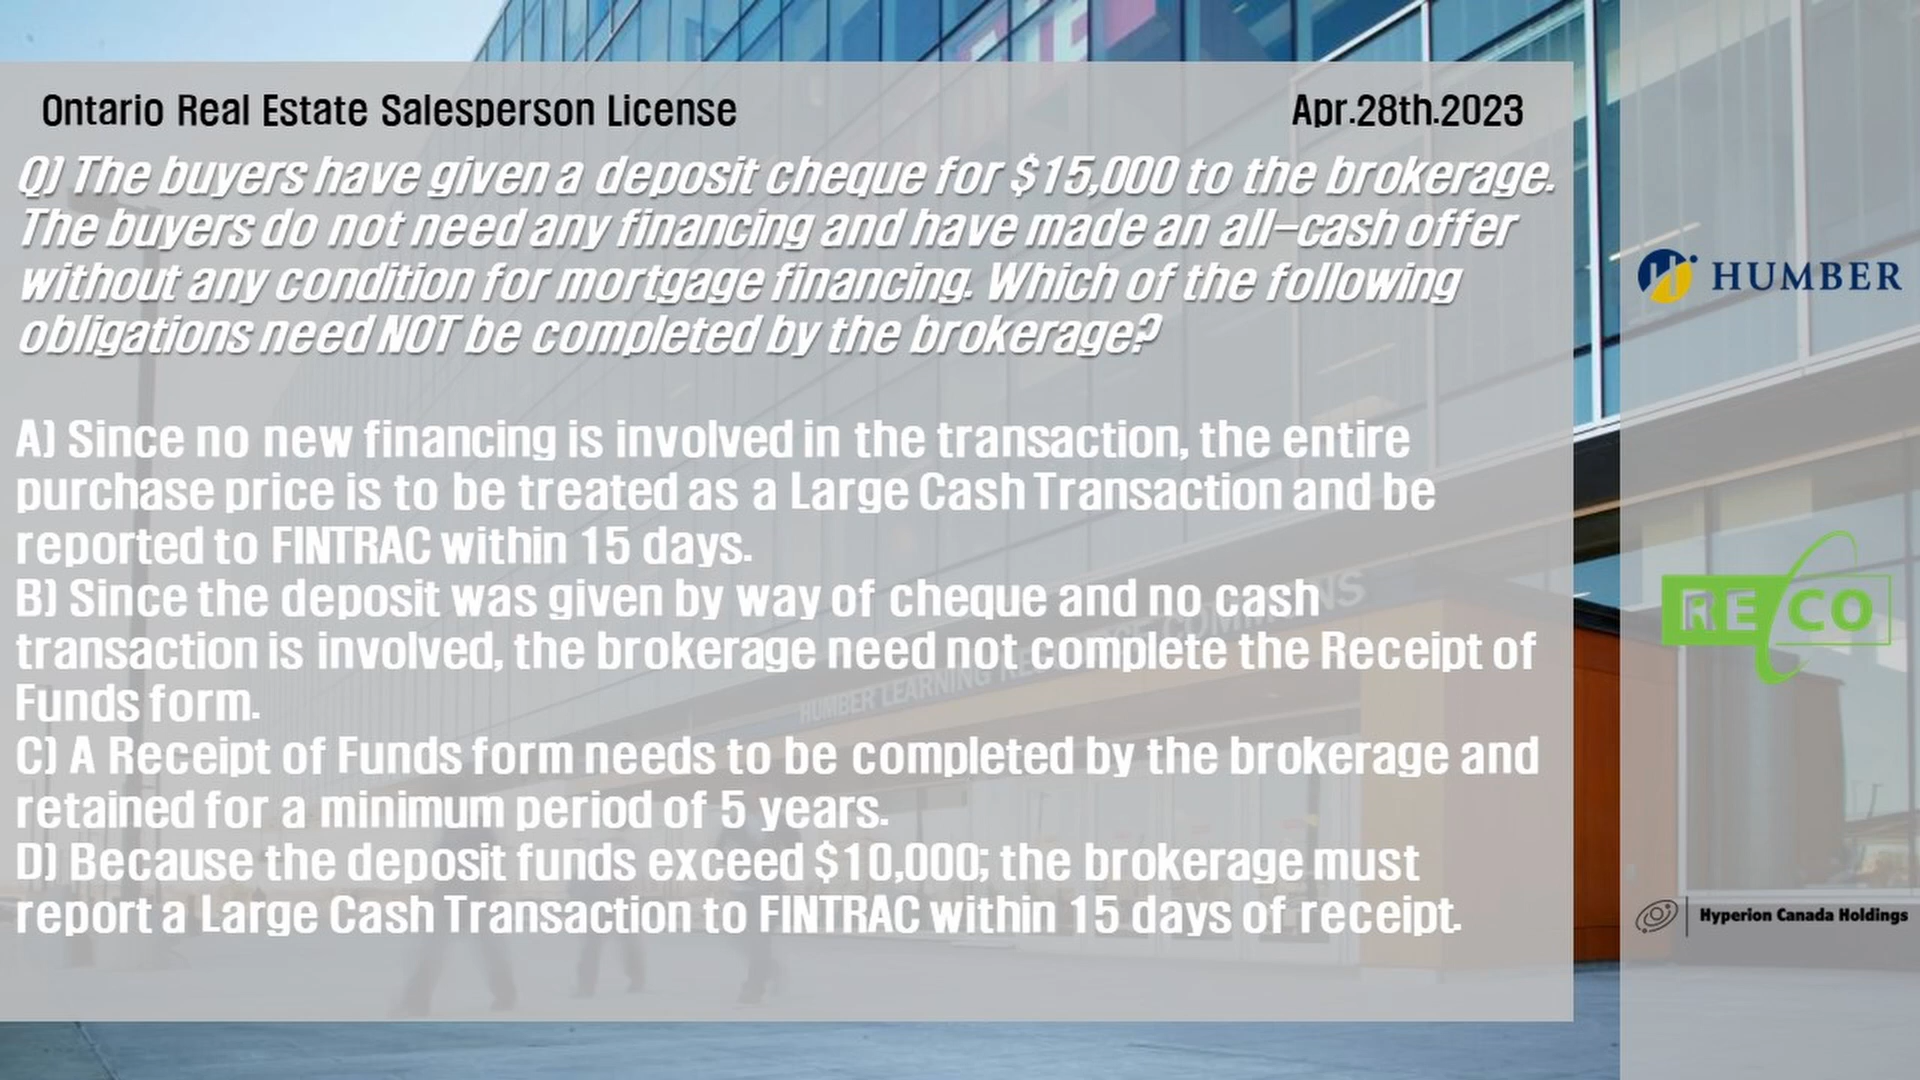 Ontario Real Estate Salesperson License Apr.28th.2023
Q) The buyers have given a deposit cheque for $15,000 to the brokerage.
The buyers do not need any financing and have made an all-cash offer
without any condition for mortgage financing. Which of the following
obligations need NOT be completed by the brokerage?
A) Since no new financing is involved in the transaction, the entire
purchase price is to be treated as a Large Cash Transaction and be
reported to FINTRAC within 15 days.
B) Since the deposit was given by way of cheque and no cash
transaction is involved, the brokerage need not complete the Receipt of
Funds form.
C) A Receipt of Funds form needs to be completed by the brokerage and
retained for a minimum period of 5 years.
D) Because the deposit funds exceed $10,000; the brokerage must
report a Large Cash Transaction to FINTRAC within 15 days of receipt.
HUMBER
RECO
Hyperion Canada Holdings
HUMBER LEARNING RESOURCE COMMONS